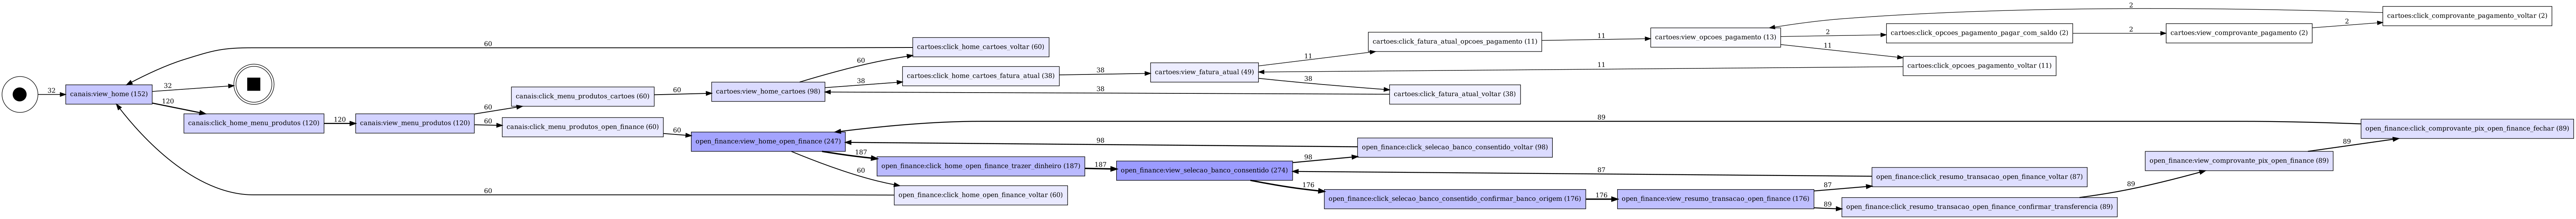 2
cartoes:click_comprovante_pagamento_voltar (2)
2
cartoes:click_opcoes_pagamento_pagar_com_saldo (2)
2
cartoes:view_comprovante_pagamento (2)
2
cartoes:click_fatura_atual_opcoes_pagamento (11)
11
cartoes:view_opcoes_pagamento (13)
11
60
cartoes:click_home_cartoes_voltar (60)
11
11
cartoes:click_opcoes_pagamento_voltar (11)
60
cartoes:click_home_cartoes_fatura_atual (38)
38
cartoes:view_fatura_atual (49)
38
38
cartoes:view_home_cartoes (98)
38
cartoes:click_fatura_atual_voltar (38)
32
canais:view_home (152)
32
120
canais:click_menu_produtos_cartoes (60)
60
60
canais:click_home_menu_produtos (120)
120
canais:view_menu_produtos (120)
60
canais:click_menu_produtos_open_finance (60)
60
89
open_finance:click_comprovante_pix_open_finance_fechar (89)
open_finance:view_home_open_finance (247)
98
open_finance:click_selecao_banco_consentido_voltar (98)
89
187
open_finance:click_home_open_finance_trazer_dinheiro (187)
187
open_finance:view_selecao_banco_consentido (274)
98
open_finance:view_comprovante_pix_open_finance (89)
60
87
open_finance:click_resumo_transacao_open_finance_voltar (87)
89
60
open_finance:click_home_open_finance_voltar (60)
176
open_finance:click_selecao_banco_consentido_confirmar_banco_origem (176)
176
open_finance:view_resumo_transacao_open_finance (176)
87
89
open_finance:click_resumo_transacao_open_finance_confirmar_transferencia (89)